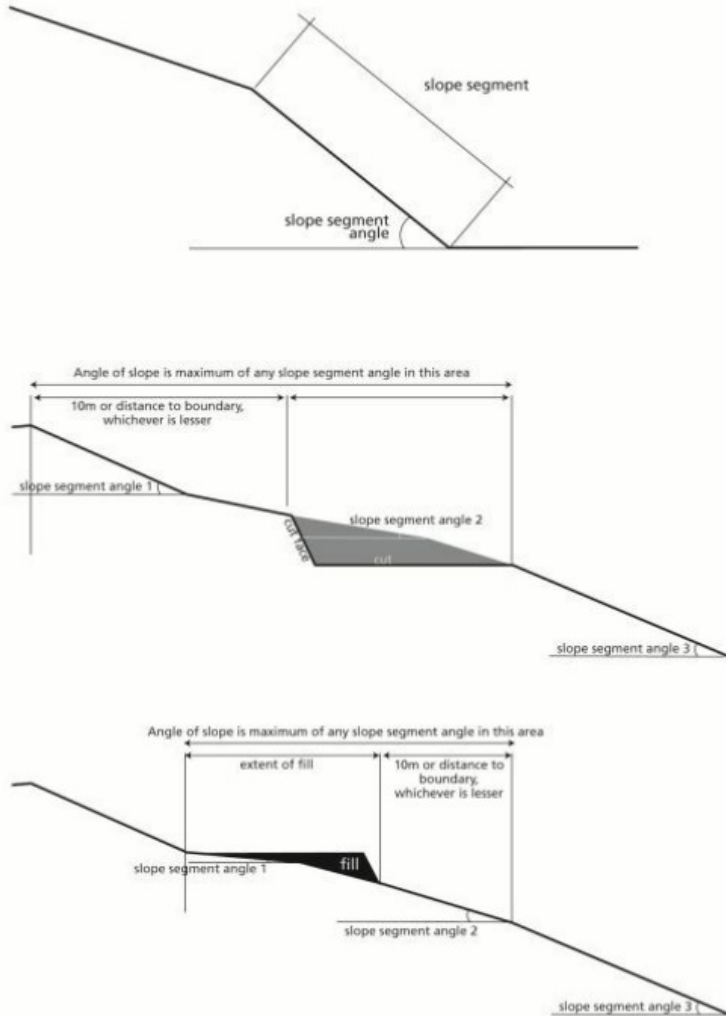 slope segment
slope segment
angle
Angle of slope is maximum of any slope segment angle in this area
10m or distance to boundary,
whichever is lesser
slope segment angle 1
slope segment angle 2
cut face
cut
slope segment angle 3
Angle of slope is maximum of any slope segment angle in this area
extent of fill
10m or distance to
boundary,
whichever is lesser
fill
slope segment angle 1
slope segment angle 2
slope segment angle 3